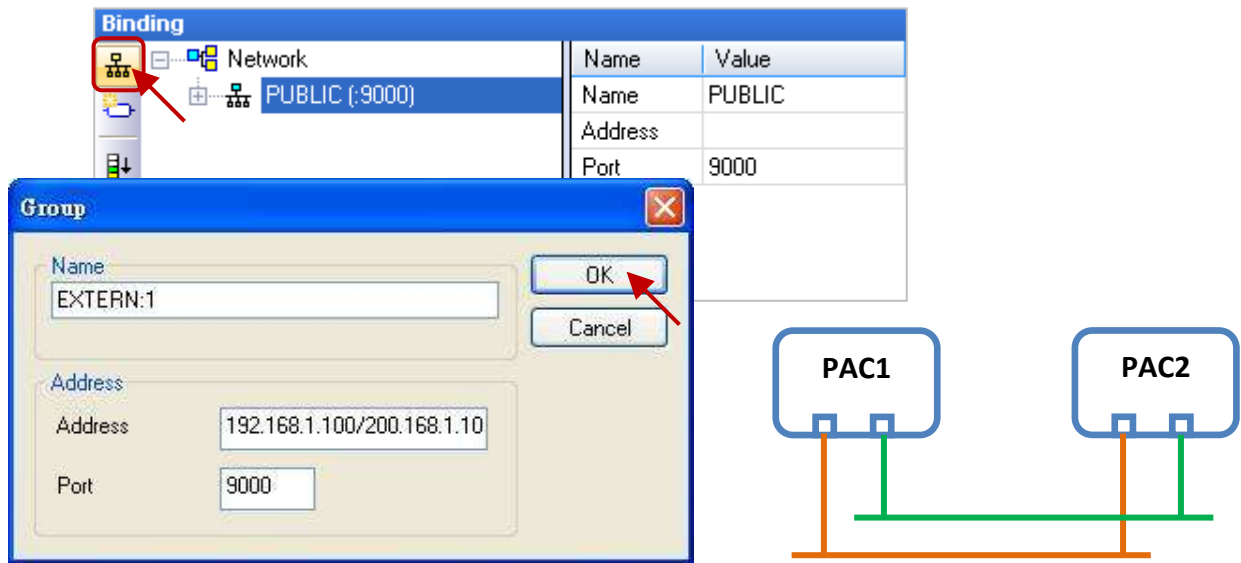 Binding
Network
PUBLIC (:9000)
Name Value
Name PUBLIC
Address
Port 9000
Group
Name
EXTERN:1
OK
Cancel
Address
Address 192.168.1.100/200.168.1.10
Port 9000
PAC1
PAC2